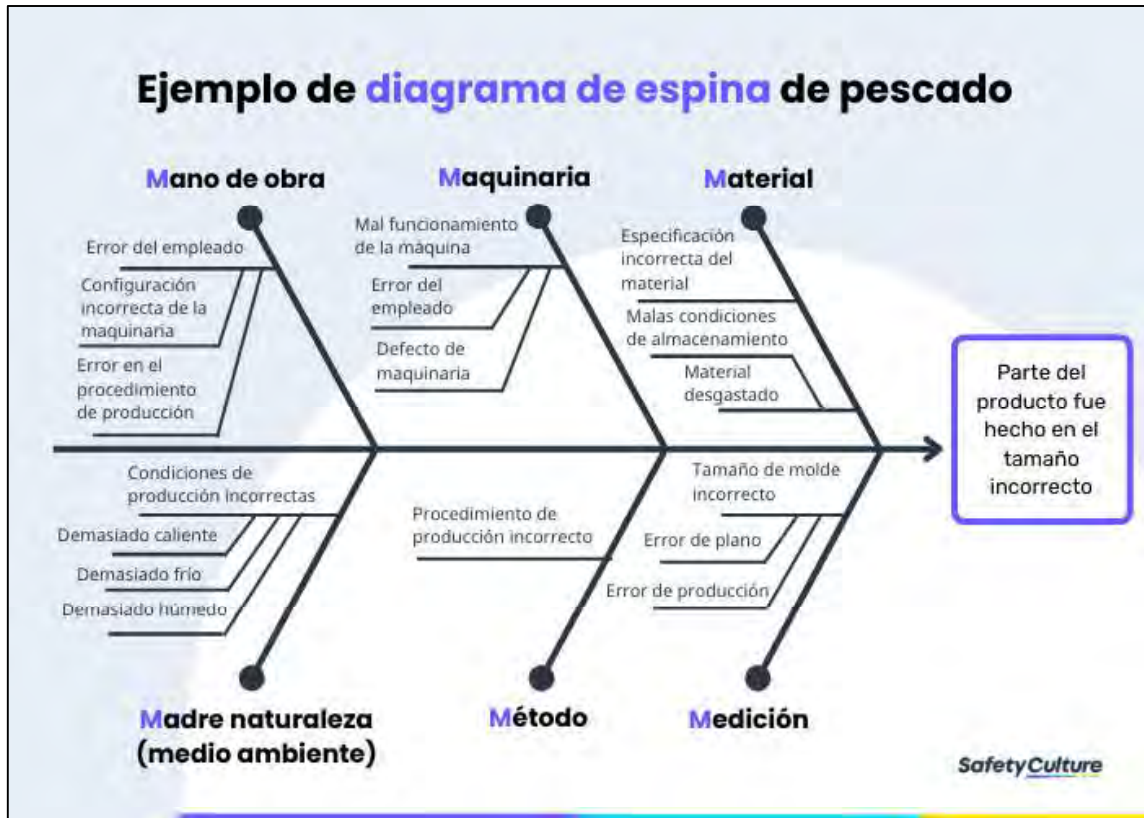 Ejemplo de diagrama de espina de pescado
Mano de obra
Error del empleado
Configuración
incorrecta de la
maquinaria
Error en el
procedimiento
de producción
Maquinaria
Mal funcionamiento
de la máquina
Error del
empleado
Defecto de
maquinaria
Material
Especificación
incorrecta del
material
Malas condiciones
de almacenamiento
Material
desgastado
Parte del
producto fue
hecho en el
tamaño
incorrecto
Condiciones de
producción incorrectas
Demasiado caliente
Demasiado frío
Demasiado húmedo
Madre naturaleza
(medio ambiente)
Procedimiento de
producción incorrecto
Método
Tamaño de molde
incorrecto
Error de plano
Error de producción
Medición
SafetyCulture